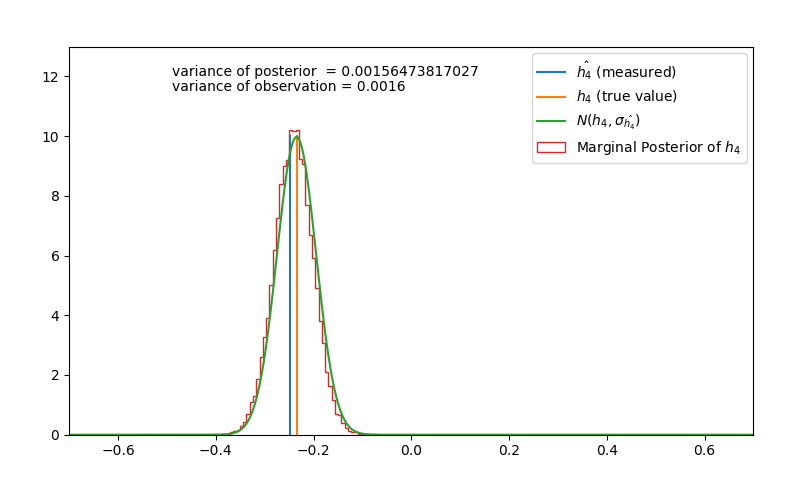 variance of posterior  = 0.00156473817027
variance of observation = 0.0016
$\hat{h_4}$ (measured)
$h_4$ (true value)
$N(h_4, \sigma_{\hat{h_4}})$
Marginal Posterior of $h_4$
12
10
8
6
4
2
0
−0.6 −0.4 −0.2 0.0 0.2 0.4 0.6